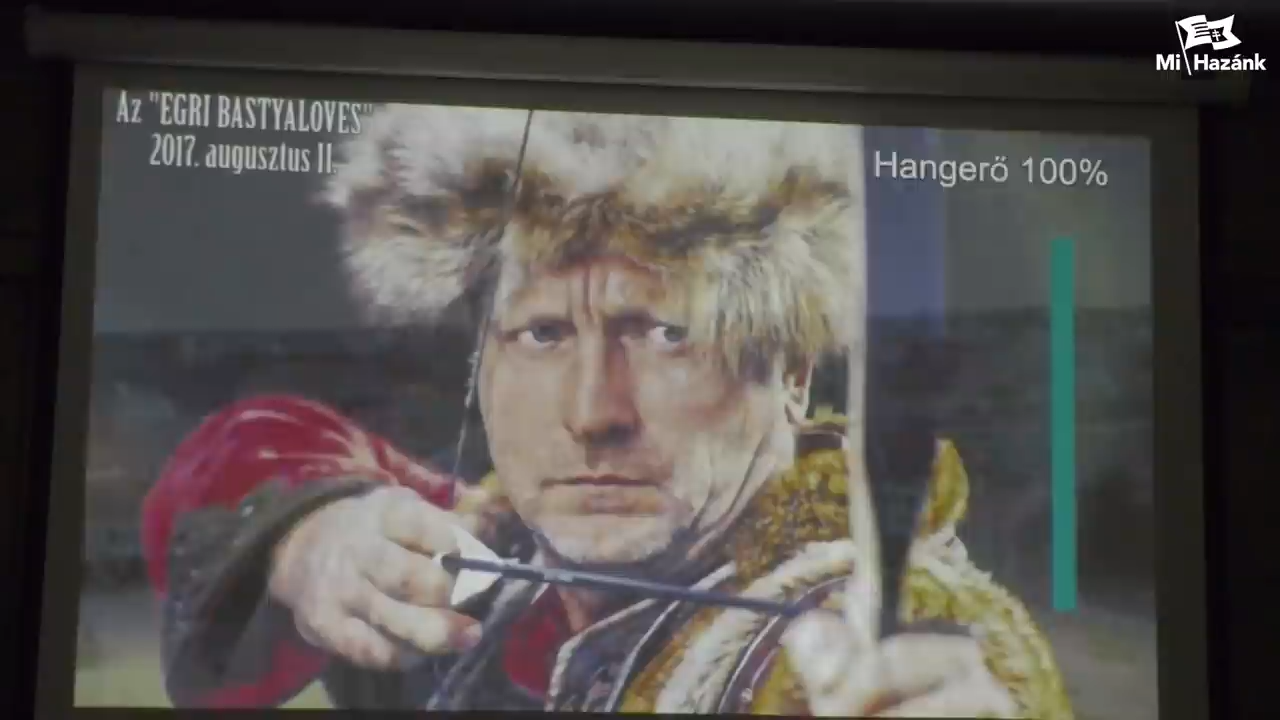 Az "EGRI BASTYALOVES"
2017. augusztus 11.
Hangerő 100%
Mi Hazánk